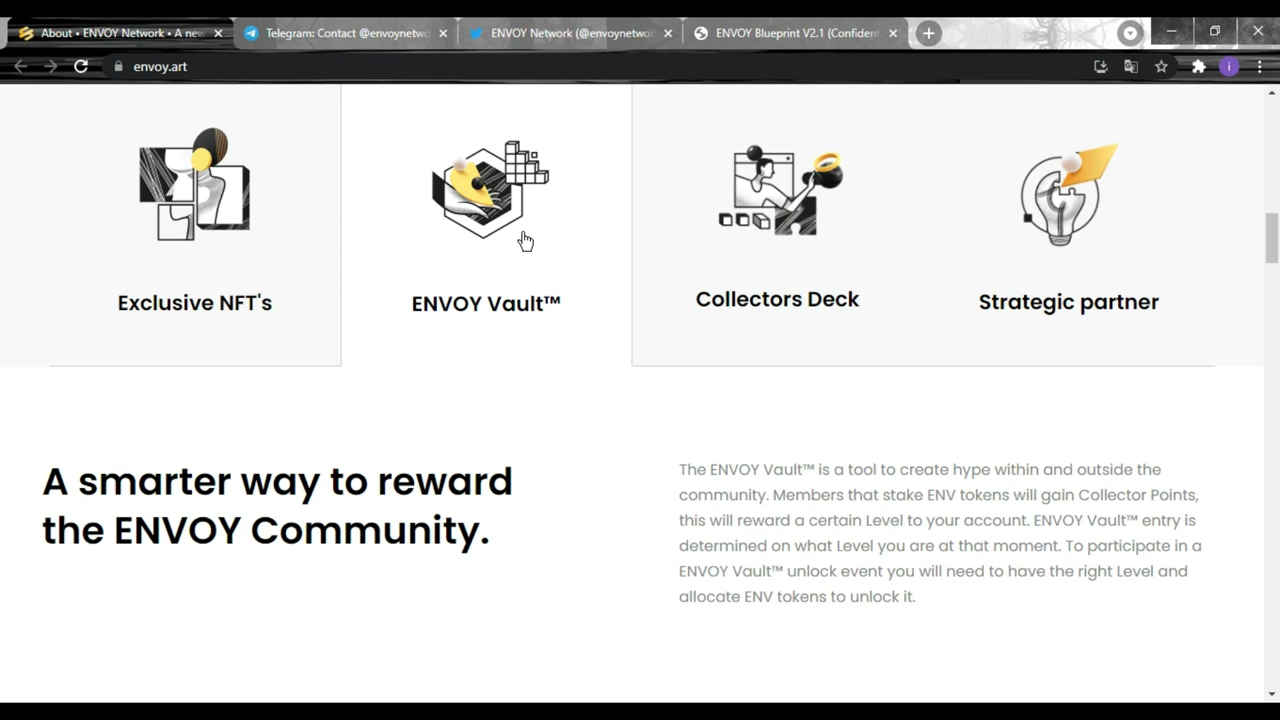 About • ENVOY Network • A nev
Telegram: Contact @envoynetw
ENVOY Network (@envoynetwor
ENVOY Blueprint V2.1 (Confident
envoy.art
i
Exclusive NFT's
ENVOY Vault™
Collectors Deck
Strategic partner
A smarter way to reward
the ENVOY Community.
The ENVOY Vault™ is a tool to create hype within and outside the
community. Members that stake ENV tokens will gain Collector Points,
this will reward a certain Level to your account. ENVOY Vault™ entry is
determined on what Level you are at that moment. To participate in a
ENVOY Vault™ unlock event you will need to have the right Level and
allocate ENV tokens to unlock it.